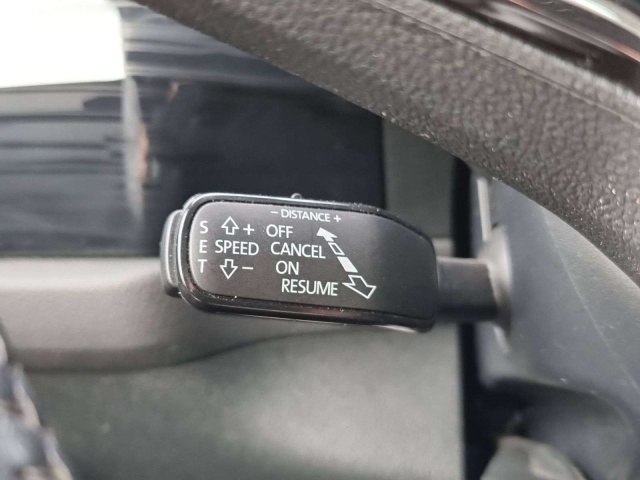 - DISTANCE +
S + OFF
E SPEED CANCEL
T - ON
RESUME